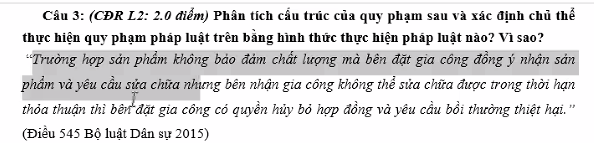 Câu 3: (CĐR L2: 2.0 điểm) Phân tích cấu trúc của quy phạm sau và xác định chủ thể
thực hiện quy phạm pháp luật trên bằng hình thức thực hiện pháp luật nào? Vì sao?
“Trường hợp sản phẩm không bảo đảm chất lượng mà bên đặt gia công đồng ý nhận sản
phẩm và yêu cầu sửa chữa nhưng bên nhận gia công không thể sửa chữa được trong thời hạn
thỏa thuận thì bên đặt gia công có quyền hủy bỏ hợp đồng và yêu cầu bồi thường thiệt hại.”
(Điều 545 Bộ luật Dân sự 2015)